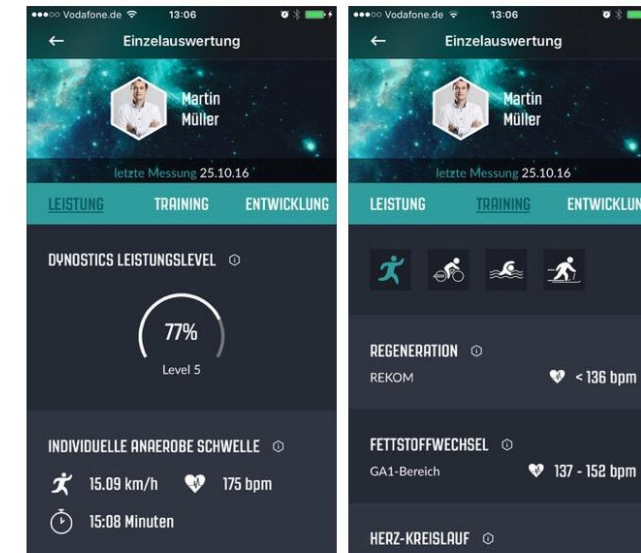 Vodafone.de 13:06
Einzelauswertung
Martin
Müller
letzte Messung 25.10.16
LEISTUNG TRAINING ENTWICKLUNG
DYNOSTICS LEISTUNGSLEVEL
77%
Level 5
INDIVIDUELLE ANAEROBE SCHWELLE
15.09 km/h 175 bpm
15:08 Minuten
Vodafone.de 13:06
Einzelauswertung
Martin
Müller
letzte Messung 25.10.16
LEISTUNG TRAINING ENTWICKLUN
REGENERATION
REKOM < 136 bpm
FETTSTOFFWECHSEL
GA1-Bereich 137 - 152 bpm
HERZ-KREISLAUF